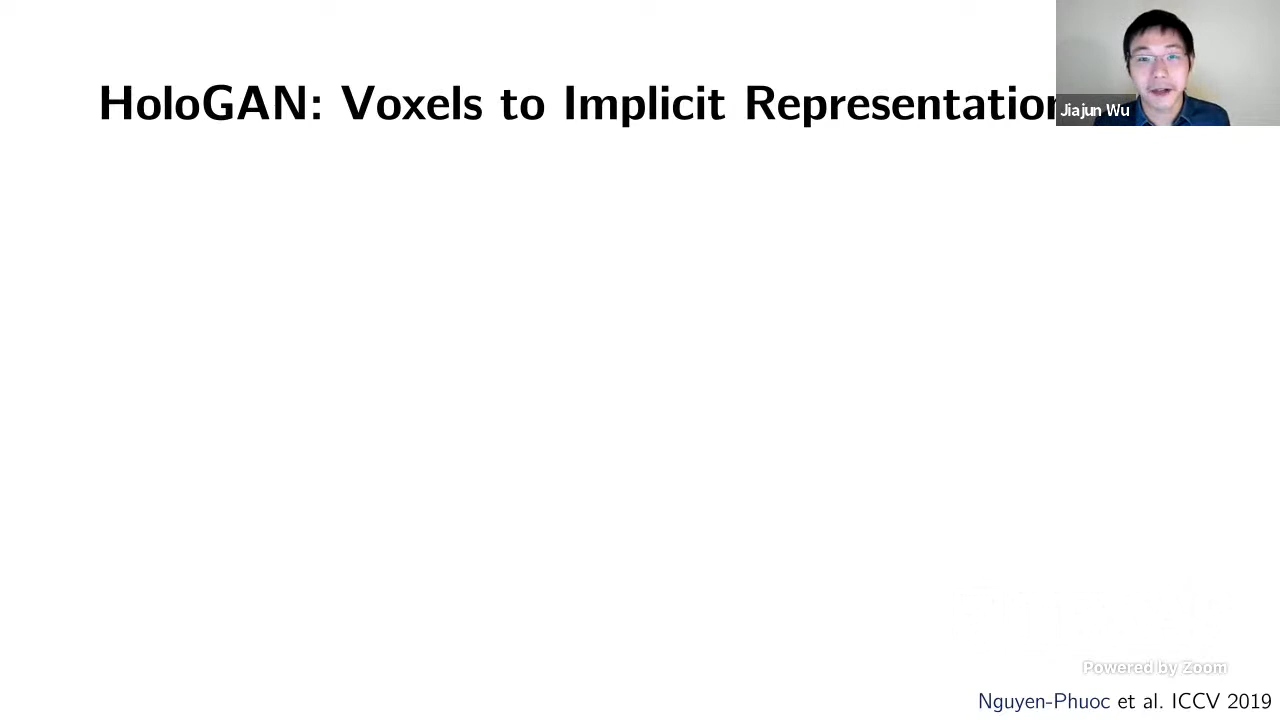 HoloGAN: Voxels to Implicit Representation
Jiajun Wu
Powered by Zoom
Nguyen-Phuoc et al. ICCV 2019